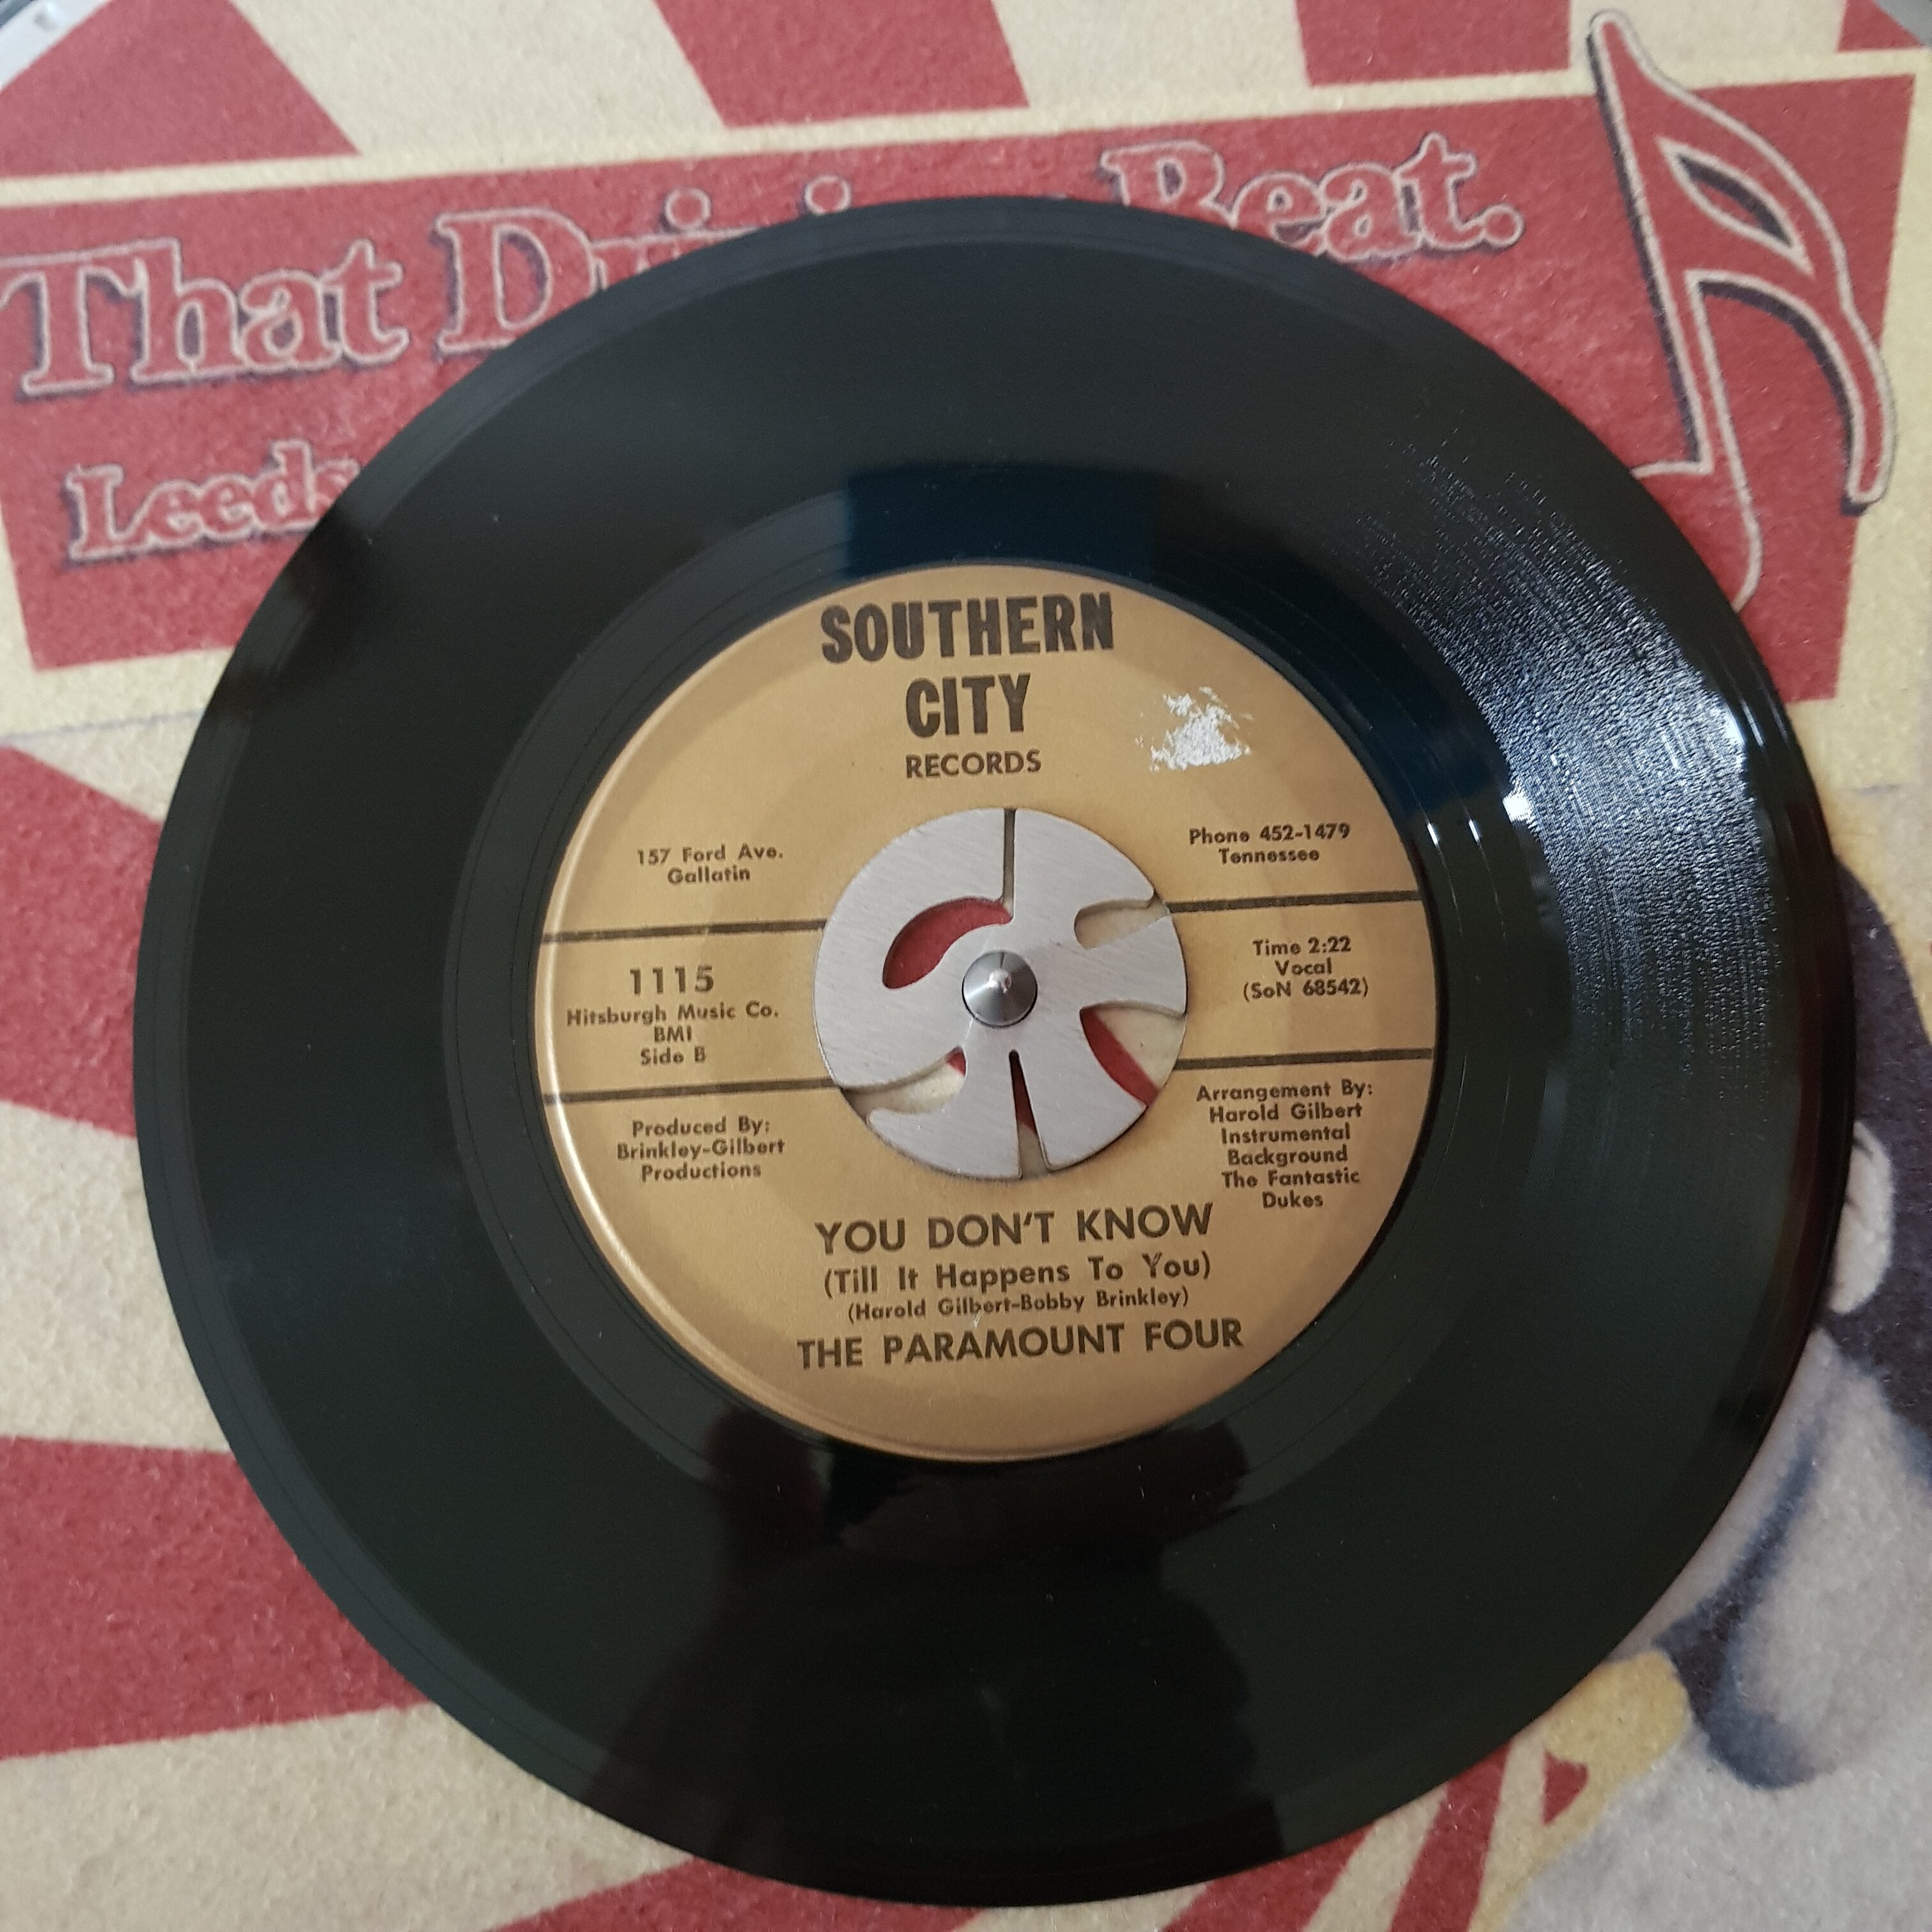 That Beat.
Leeds
SOUTHERN
CITY
RECORDS
157 Ford Ave.
Gallatin
Phone 452-1479
Tennessee
1115
Hitsburgh Music Co.
BMI
Side B
Time 2:22
Vocal
(SoN 68542)
Produced By:
Brinkley-Gilbert
Productions
Arrangement By:
Harold Gilbert
Instrumental
Background
The Fantastic
Dukes
YOU DON'T KNOW
(Till It Happens To You)
(Harold Gilbert-Bobby Brinkley)
THE PARAMOUNT FOUR